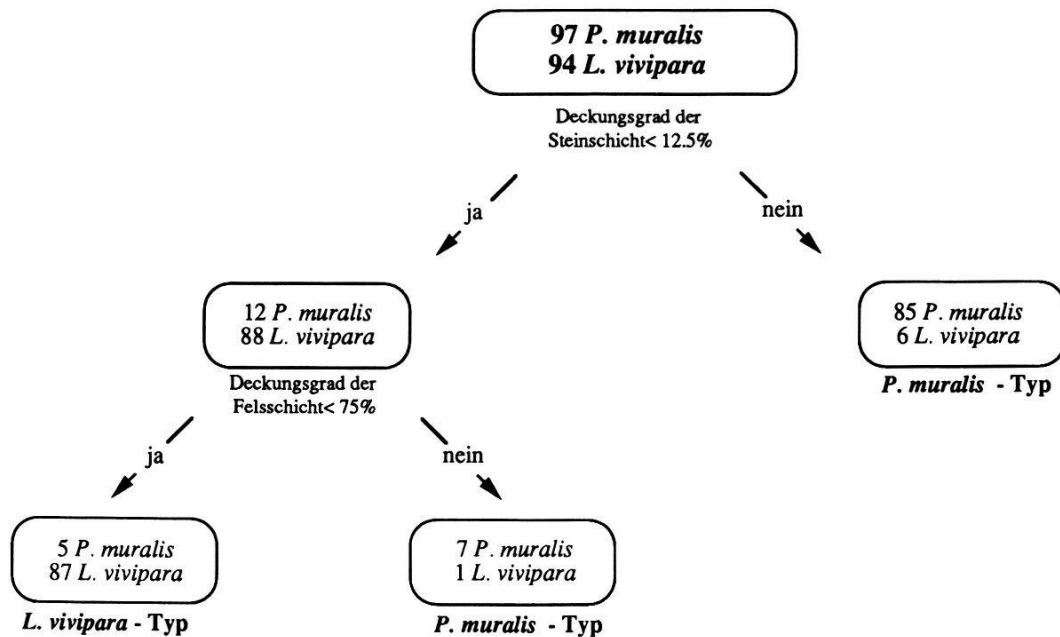 97 P. muralis
94 L. vivipara
Deckungsgrad der
Steinschicht< 12.5%
ja
nein
12 P. muralis
88 L. vivipara
Deckungsgrad der
Felsschicht< 75%
85 P. muralis
6 L. vivipara
P. muralis - Typ
ja
nein
5 P. muralis
87 L. vivipara
L. vivipara - Typ
7 P. muralis
1 L. vivipara
P. muralis - Typ